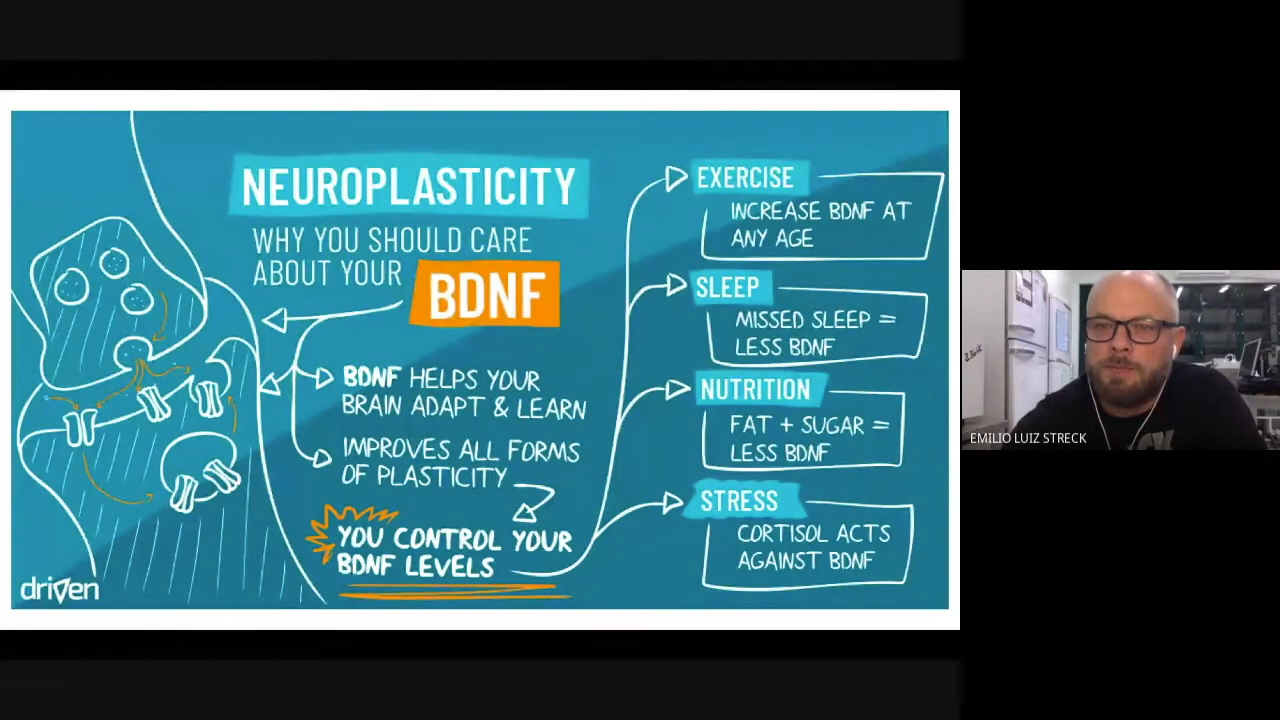 NEUROPLASTICITY
WHY YOU SHOULD CARE
ABOUT YOUR BDNF
BDNF HELPS YOUR
BRAIN ADAPT & LEARN
IMPROVES ALL FORMS
OF PLASTICITY
YOU CONTROL YOUR
BDNF LEVELS
EXERCISE
INCREASE BDNF AT
ANY AGE
SLEEP
MISSED SLEEP =
LESS BDNF
NUTRITION
FAT + SUGAR =
LESS BDNF
STRESS
CORTISOL ACTS
AGAINST BDNF
driven
EMILIO LUIZ STRECK